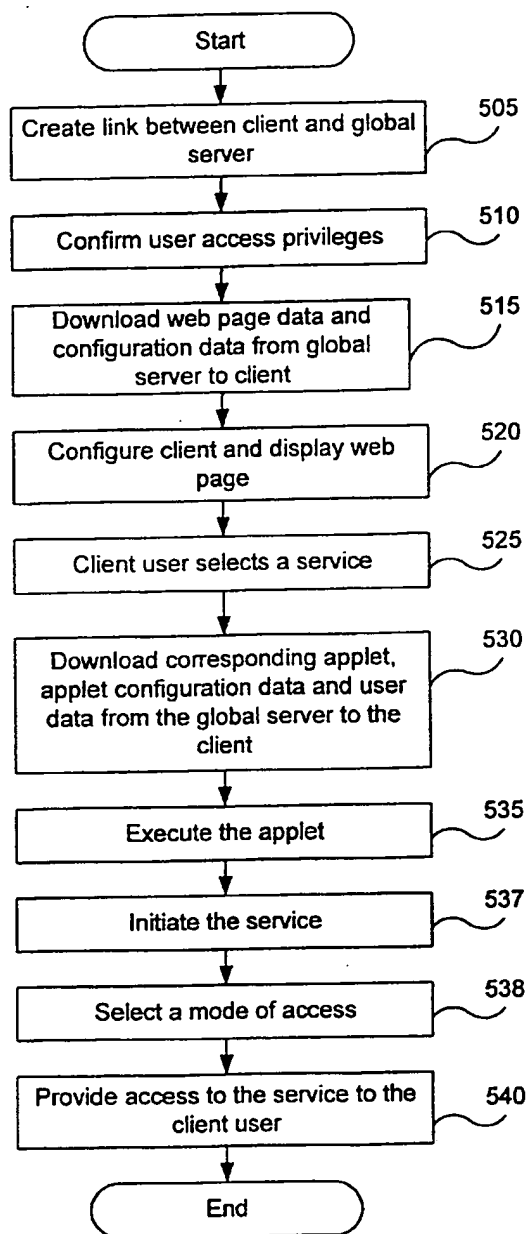 Start
Create link between client and global
server
505
Confirm user access privileges
510
Download web page data and
configuration data from global
server to client
515
Configure client and display web
page
520
Client user selects a service
525
Download corresponding applet,
applet configuration data and user
data from the global server to the
client
530
Execute the applet
535
Initiate the service
537
Select a mode of access
538
Provide access to the service to the
client user
540
End